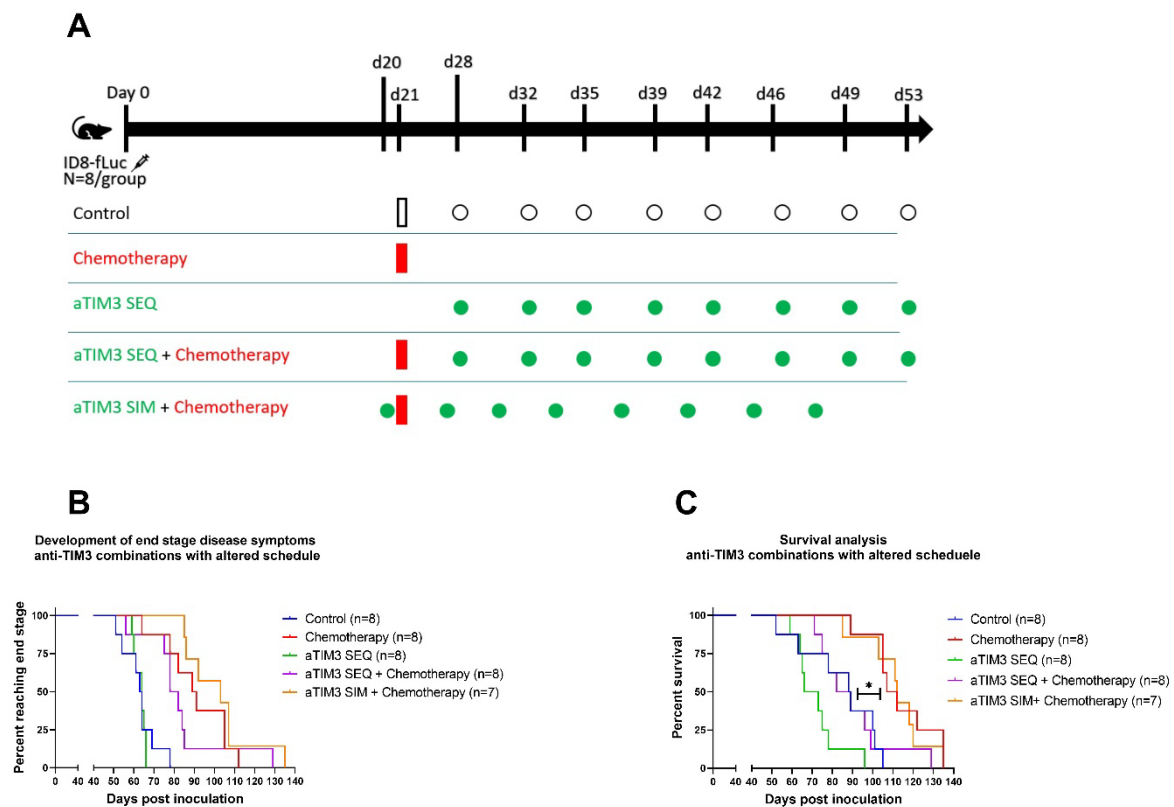 A
d20
d28
d21
Day 0
d32
d35
d39
d42
d46
d49
d53
ID8-fLuc
N=8/group
Control
Chemotherapy
aTIM3 SEQ
aTIM3 SEQ + Chemotherapy
aTIM3 SIM + Chemotherapy
B
Development of end stage disease symptoms
anti-TIM3 combinations with altered schedule
Percent reaching end stage
100
75
50
25
0
0 40 50 60 70 80 90 100 110 120 130 140
Days post inoculation
Control (n=8)
Chemotherapy (n=8)
aTIM3 SEQ (n=8)
aTIM3 SEQ + Chemotherapy (n=8)
aTIM3 SIM + Chemotherapy (n=7)
C
Survival analysis
anti-TIM3 combinations with altered scheduele
Percent survival
100
75
50
25
0
*
0 40 50 60 70 80 90 100 110 120 130 140
Days post inoculation
Control (n=8)
Chemotherapy (n=8)
aTIM3 SEQ (n=8)
aTIM3 SEQ + Chemotherapy (n=8)
aTIM3 SIM+ Chemotherapy (n=7)